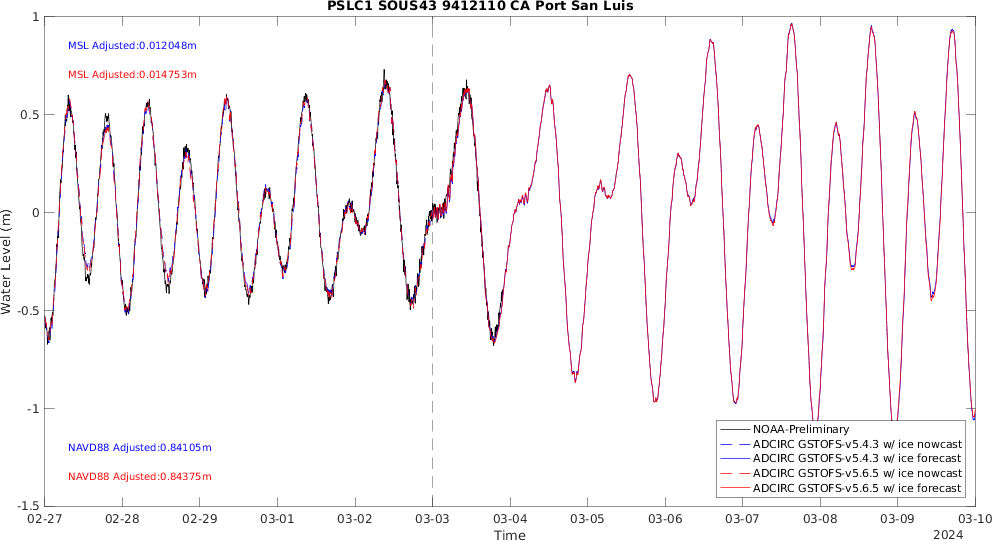 PSLC1 SOUS43 9412110 CA Port San Luis
1
0.5
0
-0.5
-1
-1.5
Water Level (m)
MSL Adjusted:0.012048m
MSL Adjusted:0.014753m
NAVD88 Adjusted:0.84105m
NAVD88 Adjusted:0.84375m
NOAA-Preliminary
ADCIRC GSTOFS-v5.4.3 w/ ice nowcast
ADCIRC GSTOFS-v5.4.3 w/ ice forecast
ADCIRC GSTOFS-v5.6.5 w/ ice nowcast
ADCIRC GSTOFS-v5.6.5 w/ ice forecast
02-27 02-28 02-29 03-01 03-02 03-03 03-04 03-05 03-06 03-07 03-08 03-09 03-10
Time
2024